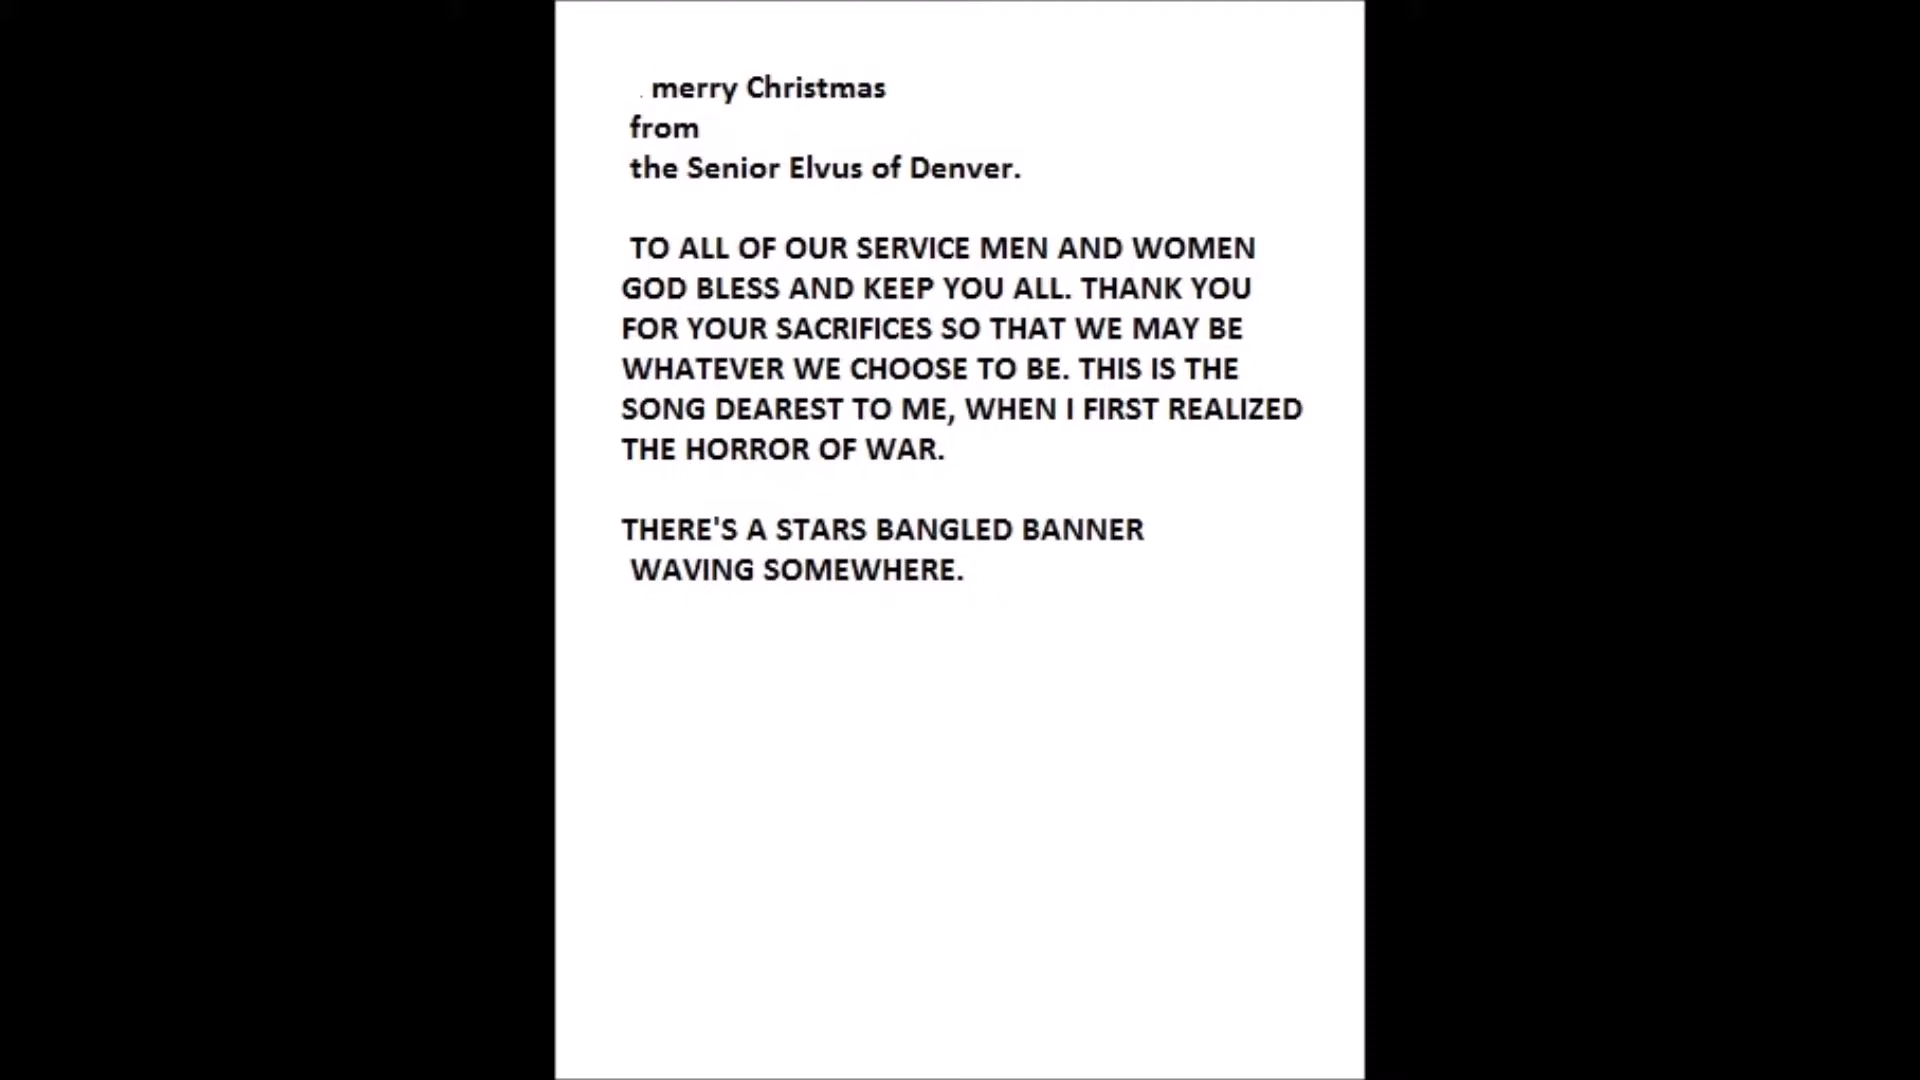 . merry Christmas
from
the Senior Elvus of Denver.
TO ALL OF OUR SERVICE MEN AND WOMEN
GOD BLESS AND KEEP YOU ALL. THANK YOU
FOR YOUR SACRIFICES SO THAT WE MAY BE
WHATEVER WE CHOOSE TO BE. THIS IS THE
SONG DEAREST TO ME, WHEN I FIRST REALIZED
THE HORROR OF WAR.
THERE'S A STARS BANGLED BANNER
WAVING SOMEWHERE.